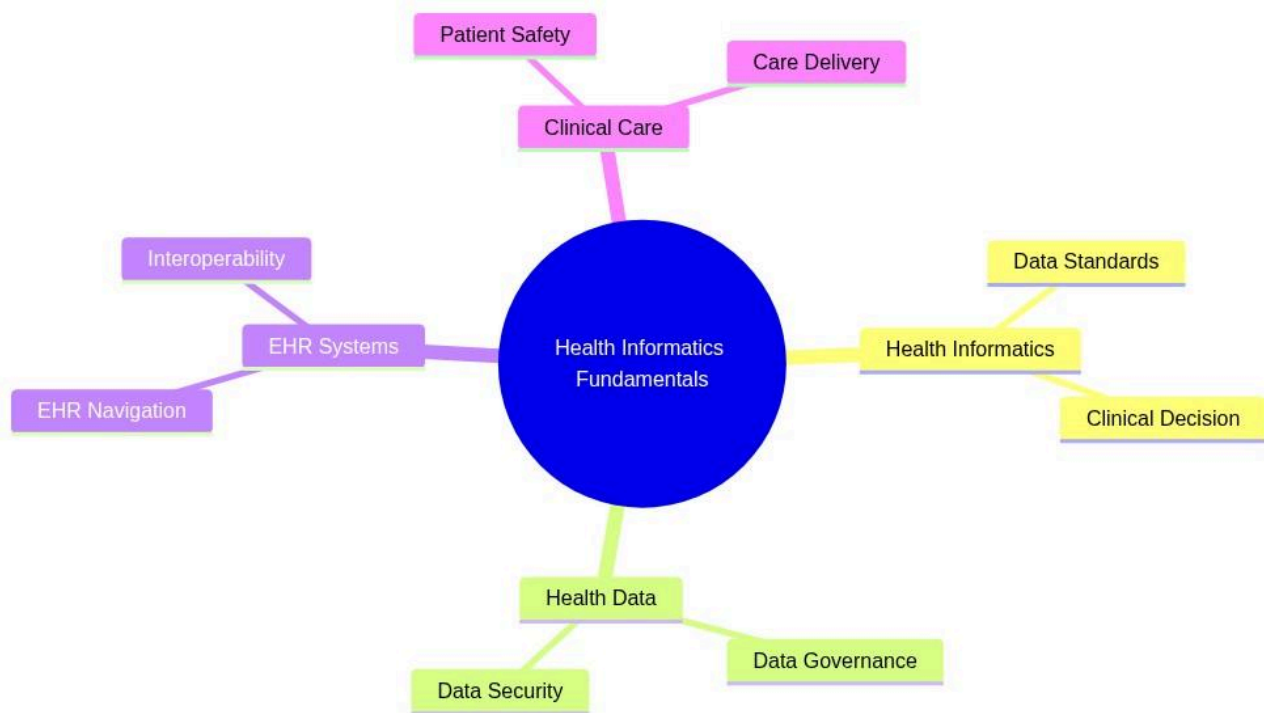 Patient Safety
Care Delivery
Clinical Care
Interoperability
Data Standards
EHR Systems
Health Informatics
Fundamentals
Health Informatics
EHR Navigation
Clinical Decision
Health Data
Data Governance
Data Security